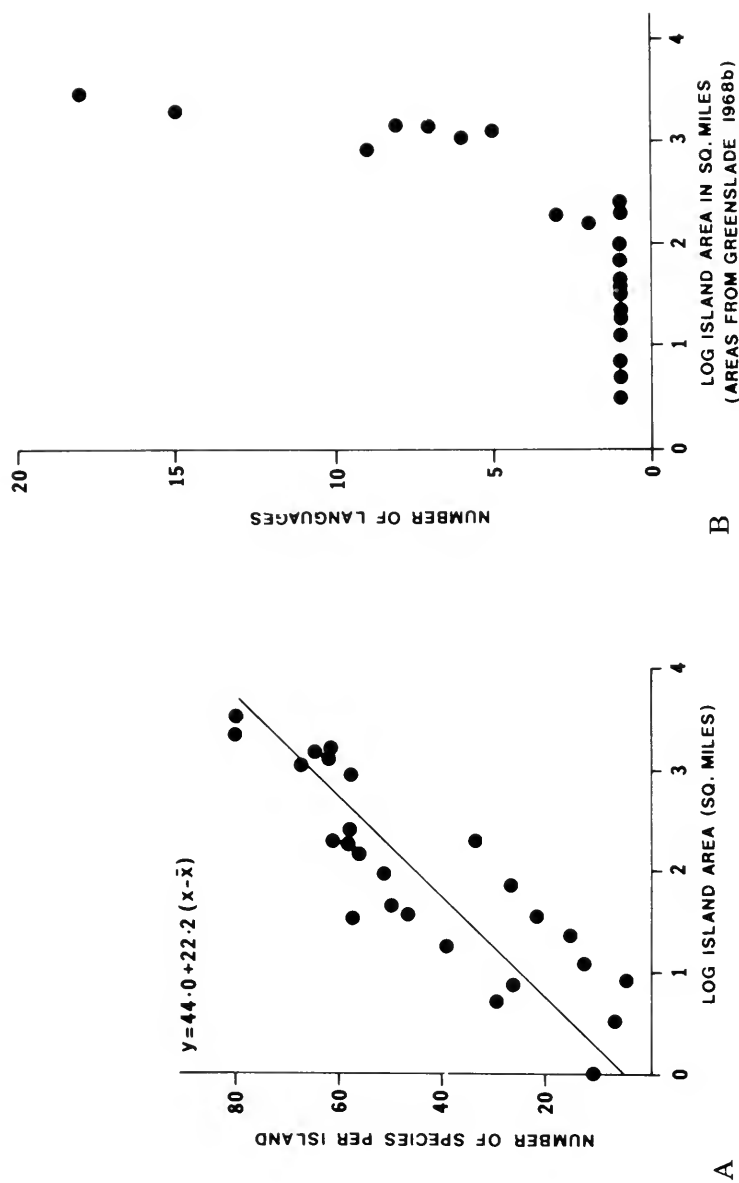 y=44·0+22·2 (x-x̄)
NUMBER OF SPECIES PER ISLAND
80
60
40
20
0
1
2
3
4
LOG ISLAND AREA (SQ. MILES)
A
NUMBER OF LANGUAGES
20
15
10
5
0
0
1
2
3
4
LOG ISLAND AREA IN SQ. MILES
(AREAS FROM GREENSLADE 1968b)
B